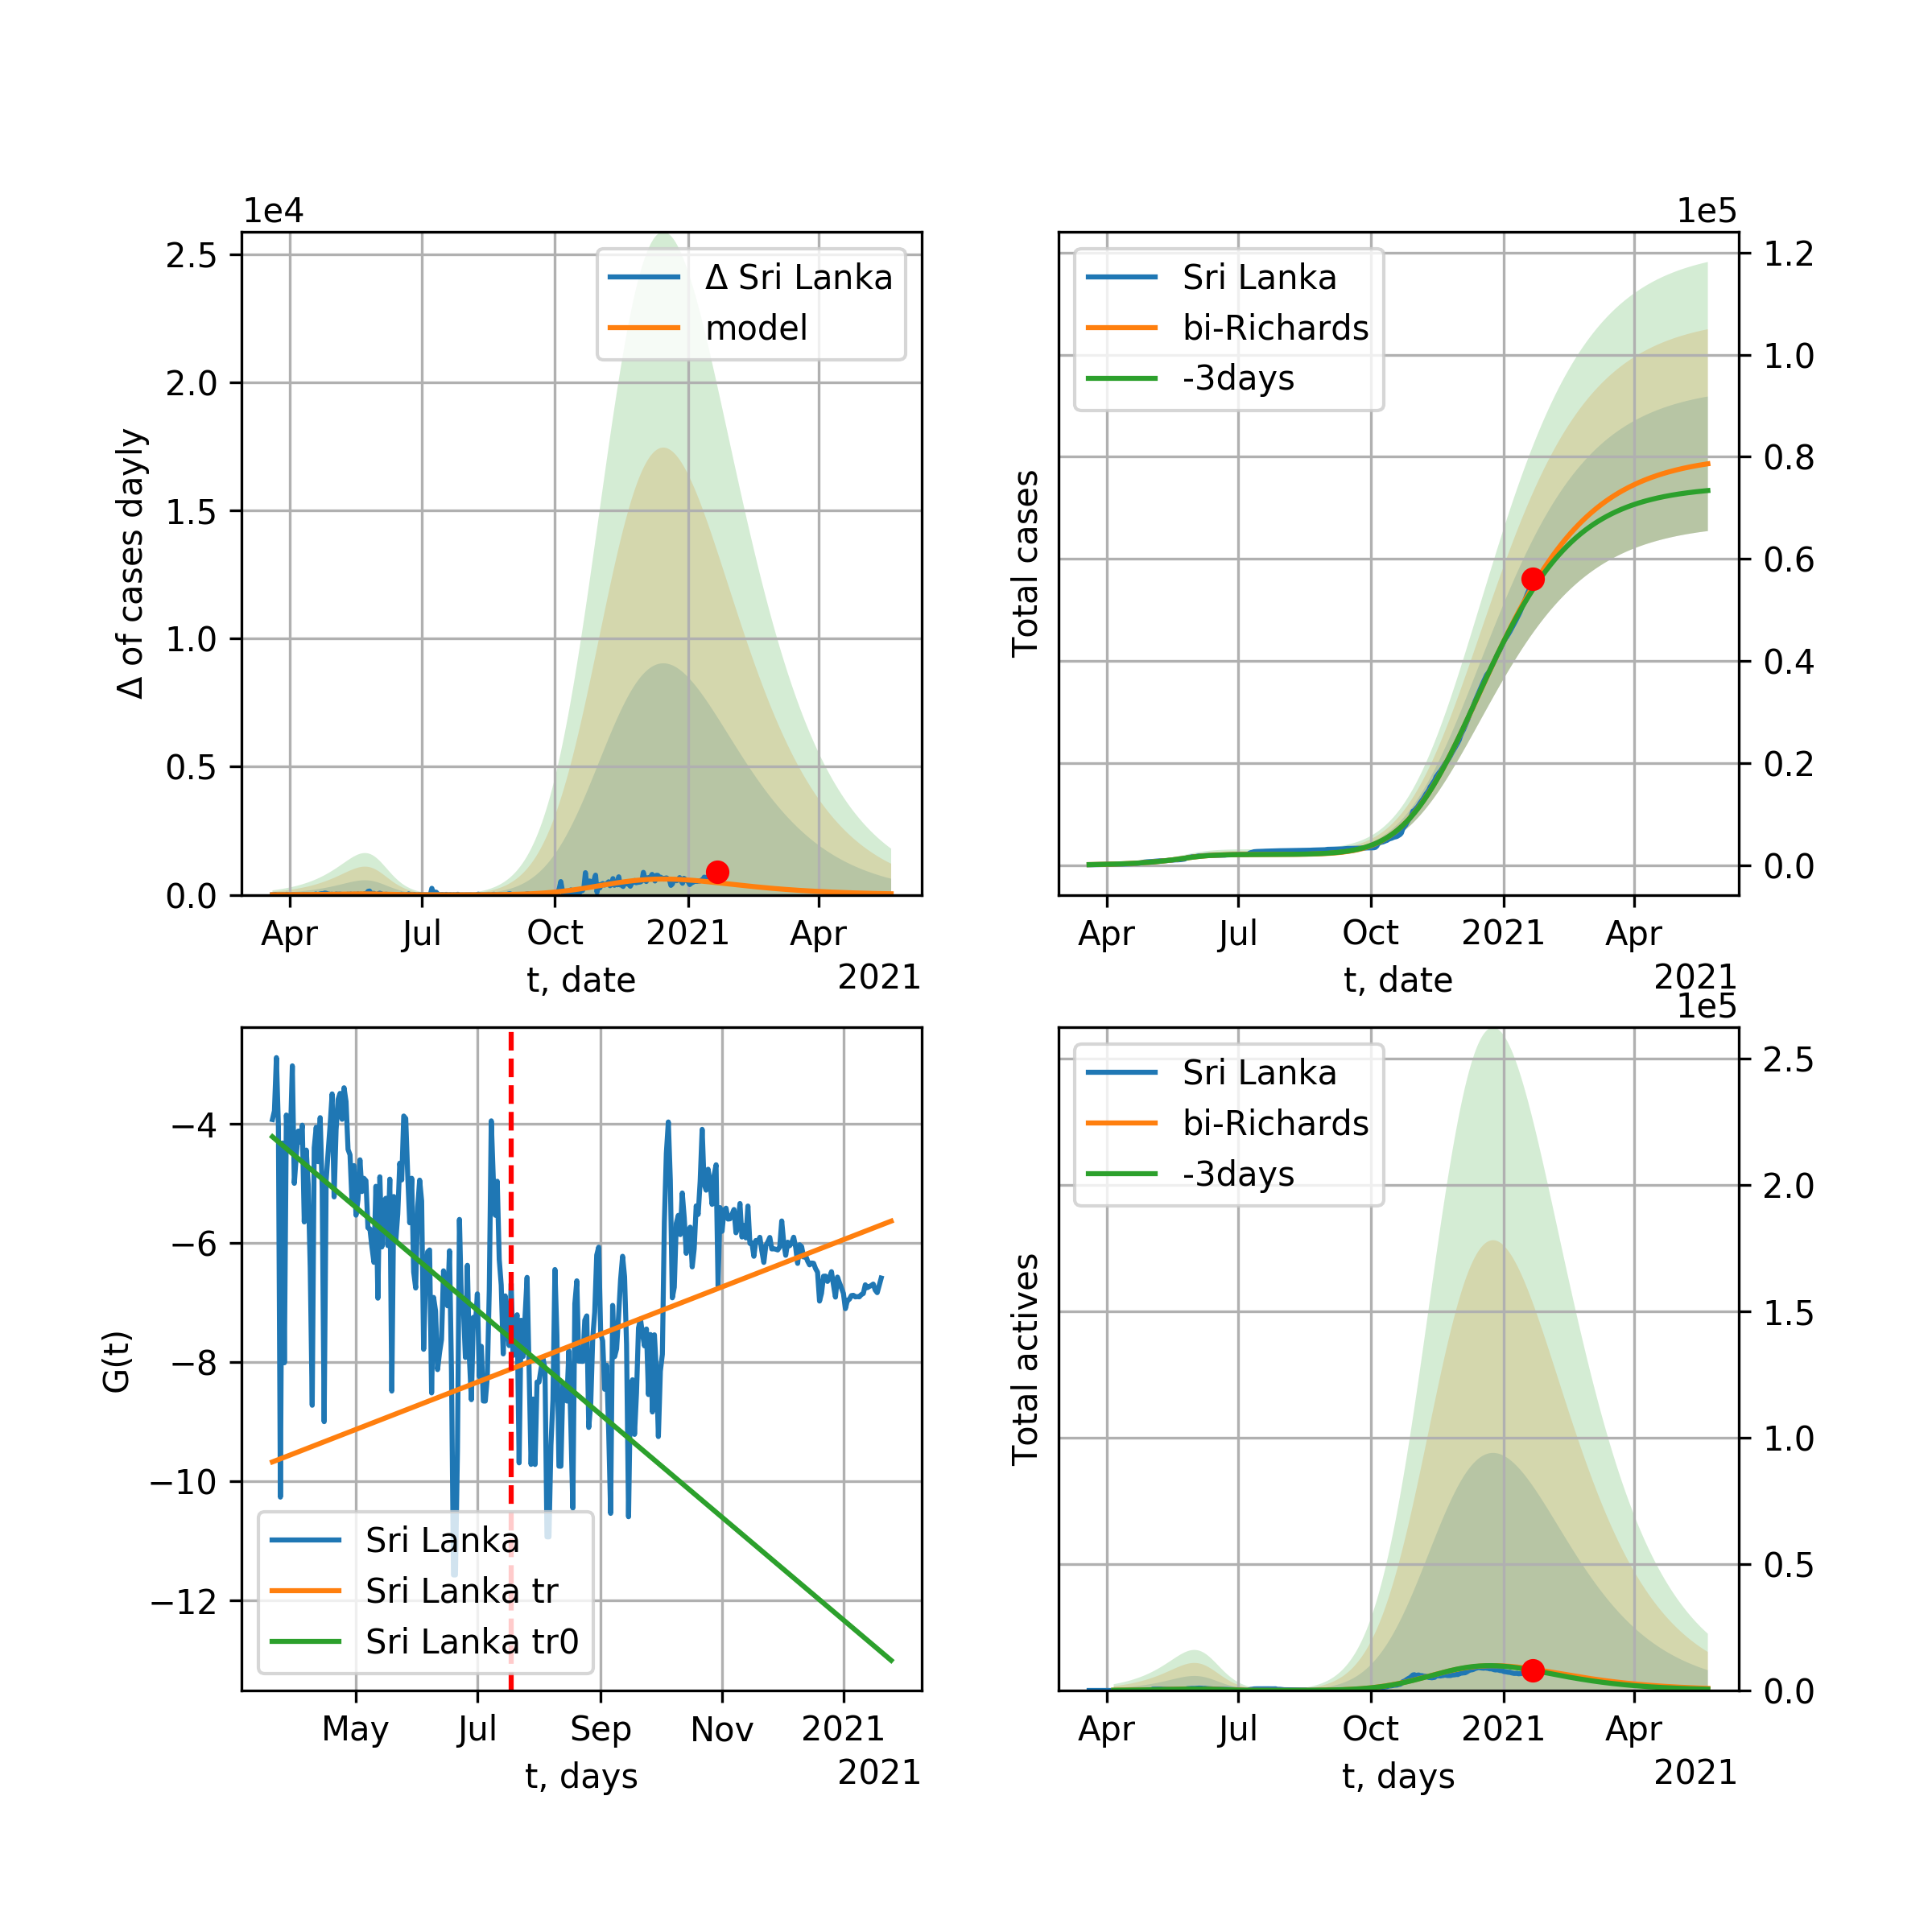 1e4
2.5
2.0
1.5
1.0
0.5
0.0
Δ of cases dayly
Δ Sri Lanka
model
Apr Jul Oct 2021 Apr
t, date
2021
1e5
Sri Lanka
bi-Richards
-3days
Total cases
1.2
1.0
0.8
0.6
0.4
0.2
0.0
Apr Jul Oct 2021 Apr
t, date
2021
−4
−6
−8
−10
−12
G(t)
Sri Lanka
Sri Lanka tr
Sri Lanka tr0
May Jul Sep Nov 2021
t, days
2021
1e5
Sri Lanka
bi-Richards
-3days
Total actives
2.5
2.0
1.5
1.0
0.5
0.0
Apr Jul Oct 2021 Apr
t, days
2021